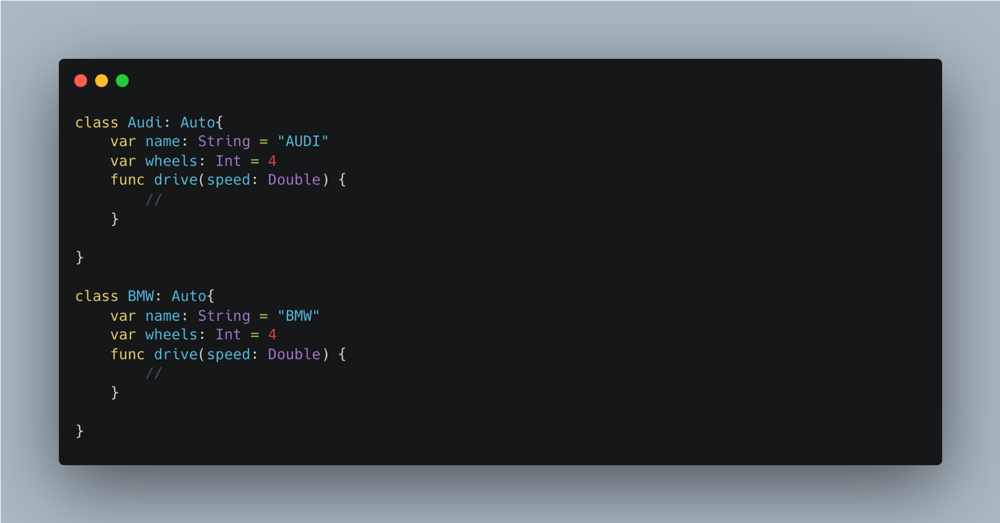 class Audi: Auto{
    var name: String = "AUDI"
    var wheels: Int = 4
    func drive(speed: Double) {
        //
    }

}

class BMW: Auto{
    var name: String = "BMW"
    var wheels: Int = 4
    func drive(speed: Double) {
        //
    }

}